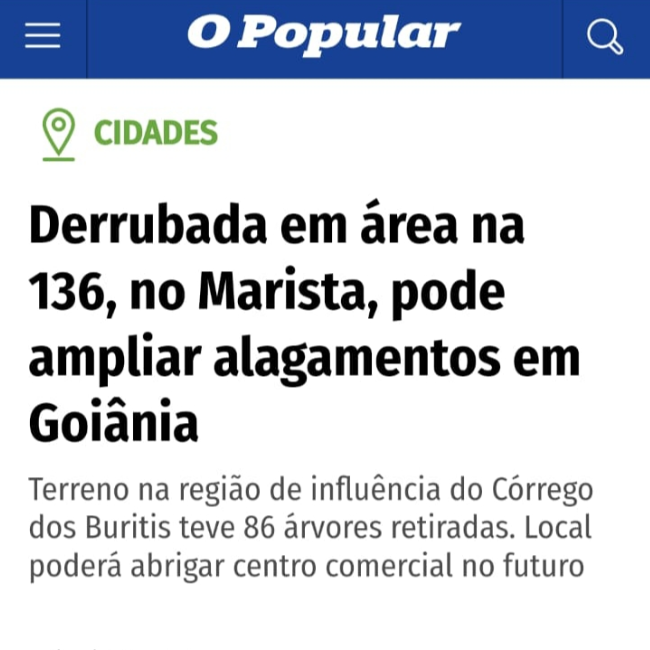 O Popular
CIDADES
Derrubada em área na
136, no Marista, pode
ampliar alagamentos em
Goiânia
Terreno na região de influência do Córrego
dos Buritis teve 86 árvores retiradas. Local
poderá abrigar centro comercial no futuro